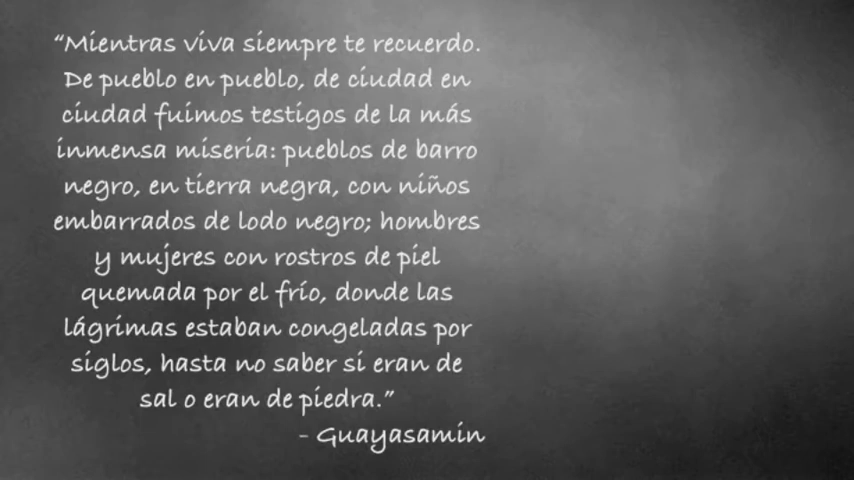 “Mientras viva siempre te recuerdo.
De pueblo en pueblo, de ciudad en
ciudad fuimos testigos de la más
inmensa miseria: pueblos de barro
negro, en tierra negra, con niños
embarrados de lodo negro; hombres
y mujeres con rostros de piel
quemada por el frío, donde las
lágrimas estaban congeladas por
siglos, hasta no saber si eran de
sal o eran de piedra.”
- Guayasamin